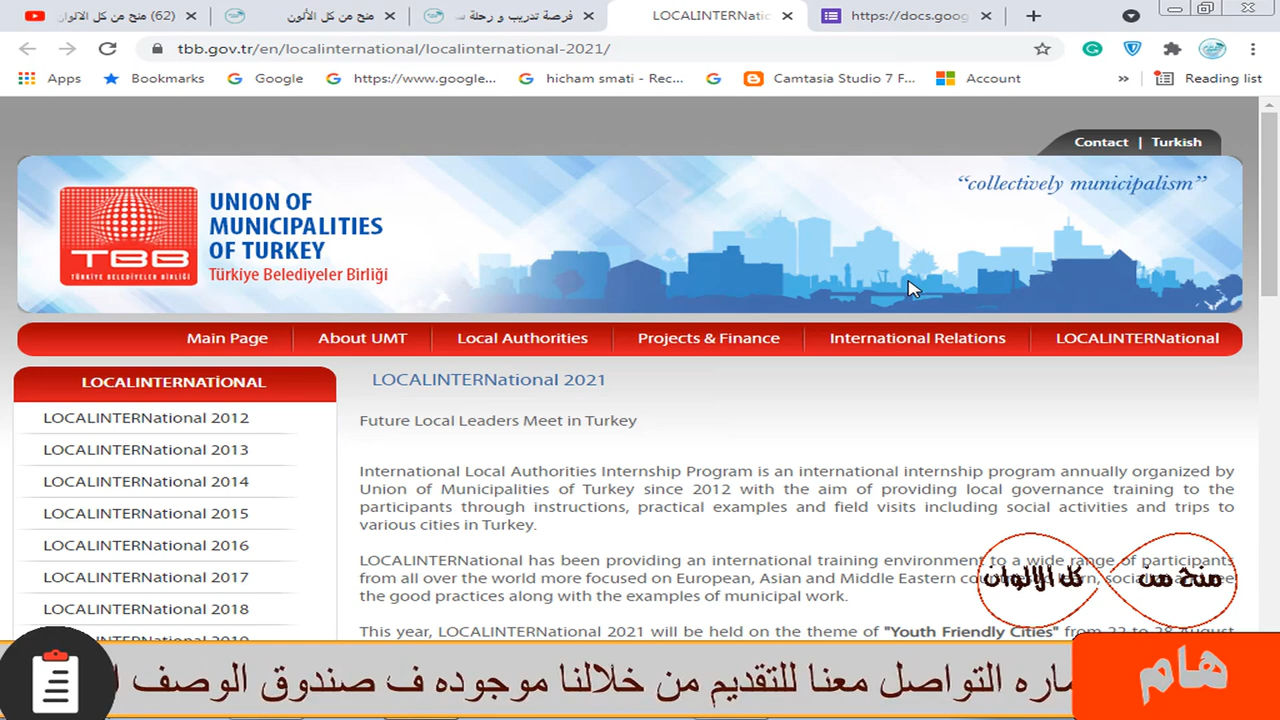 (62) منح من كل الالوان
منح من كل الألون
فرصة تدريب و رحلة
LOCALINTERNatic
https://docs.goog
tbb.gov.tr/en/localinternational/localinternational-2021/
Apps
Bookmarks
Google
https://www.google...
hicham smati - Rec...
Camtasia Studio 7 F...
Account
»
Reading list
Contact | Turkish
"collectively municipalism"
UNION OF
MUNICIPALITIES
OF TURKEY
Türkiye Belediyeler Birliği
TBB
TÜRKİYE BELEDİYELER BİRLİĞİ
Main Page
About UMT
Local Authorities
Projects & Finance
International Relations
LOCALINTERNational
LOCALINTERNATİONAL
LOCALINTERNational 2012
LOCALINTERNational 2013
LOCALINTERNational 2014
LOCALINTERNational 2015
LOCALINTERNational 2016
LOCALINTERNational 2017
LOCALINTERNational 2018
LOCALINTERNational 2021
Future Local Leaders Meet in Turkey
International Local Authorities Internship Program is an international internship program annually organized by
Union of Municipalities of Turkey since 2012 with the aim of providing local governance training to the
participants through instructions, practical examples and field visits including social activities and trips to
various cities in Turkey.
LOCALINTERNational has been providing an international training environment to a wide range of participants
from all over the world more focused on European, Asian and Middle Eastern
the good practices along with the examples of municipal work.
This year, LOCALINTERNational 2021 will be held on the theme of "Youth Friendly Cities" from 22 to 28 August
منح من كل الالوان
هام
ماره التواصل معنا للتقديم من خلالنا موجوده ف صندوق الوصف